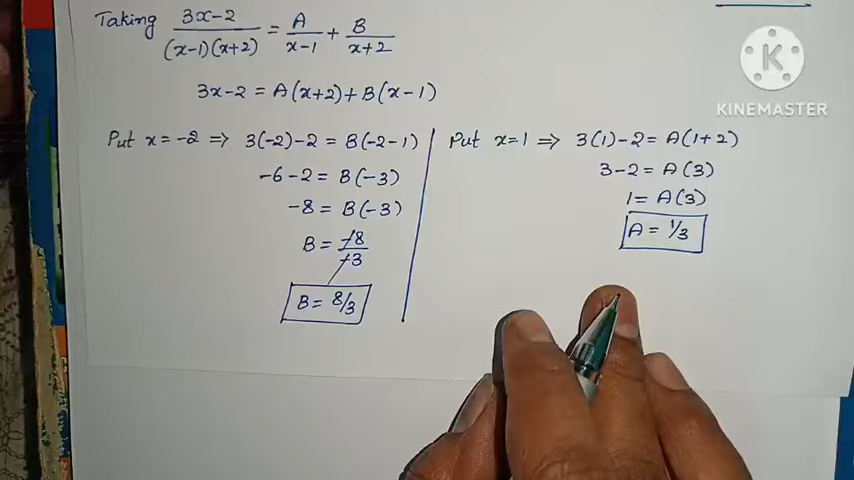 Taking (3x-2)/((x-1)(x+2)) = A/(x-1) + B/(x+2)
3x-2 = A(x+2)+B(x-1)
Put x=-2 ⇒ 3(-2)-2 = B(-2-1)
-6-2 = B(-3)
-8 = B(-3)
B = -8/-3
B = 8/3
Put x=1 ⇒ 3(1)-2 = A(1+2)
3-2 = A(3)
1 = A(3)
A = 1/3
K
KINEMASTER